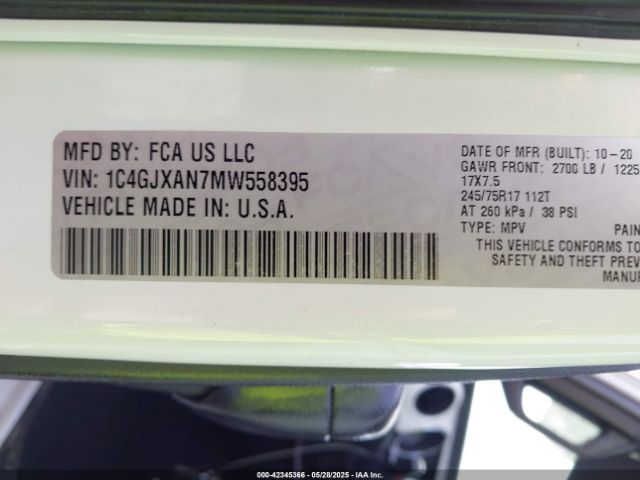 MFD BY: FCA US LLC
VIN: 1C4GJXAN7MW558395
VEHICLE MADE IN: U.S.A.
DATE OF MFR (BUILT): 10-20
GAWR FRONT: 2700 LB / 1225
17X7.5
245/75R17 112T
AT 260 kPa / 38 PSI
TYPE: MPV PAIN
THIS VEHICLE CONFORMS TO
SAFETY AND THEFT PREV
MANUF
000-42345366 - 05/28/2025 - IAA Inc.